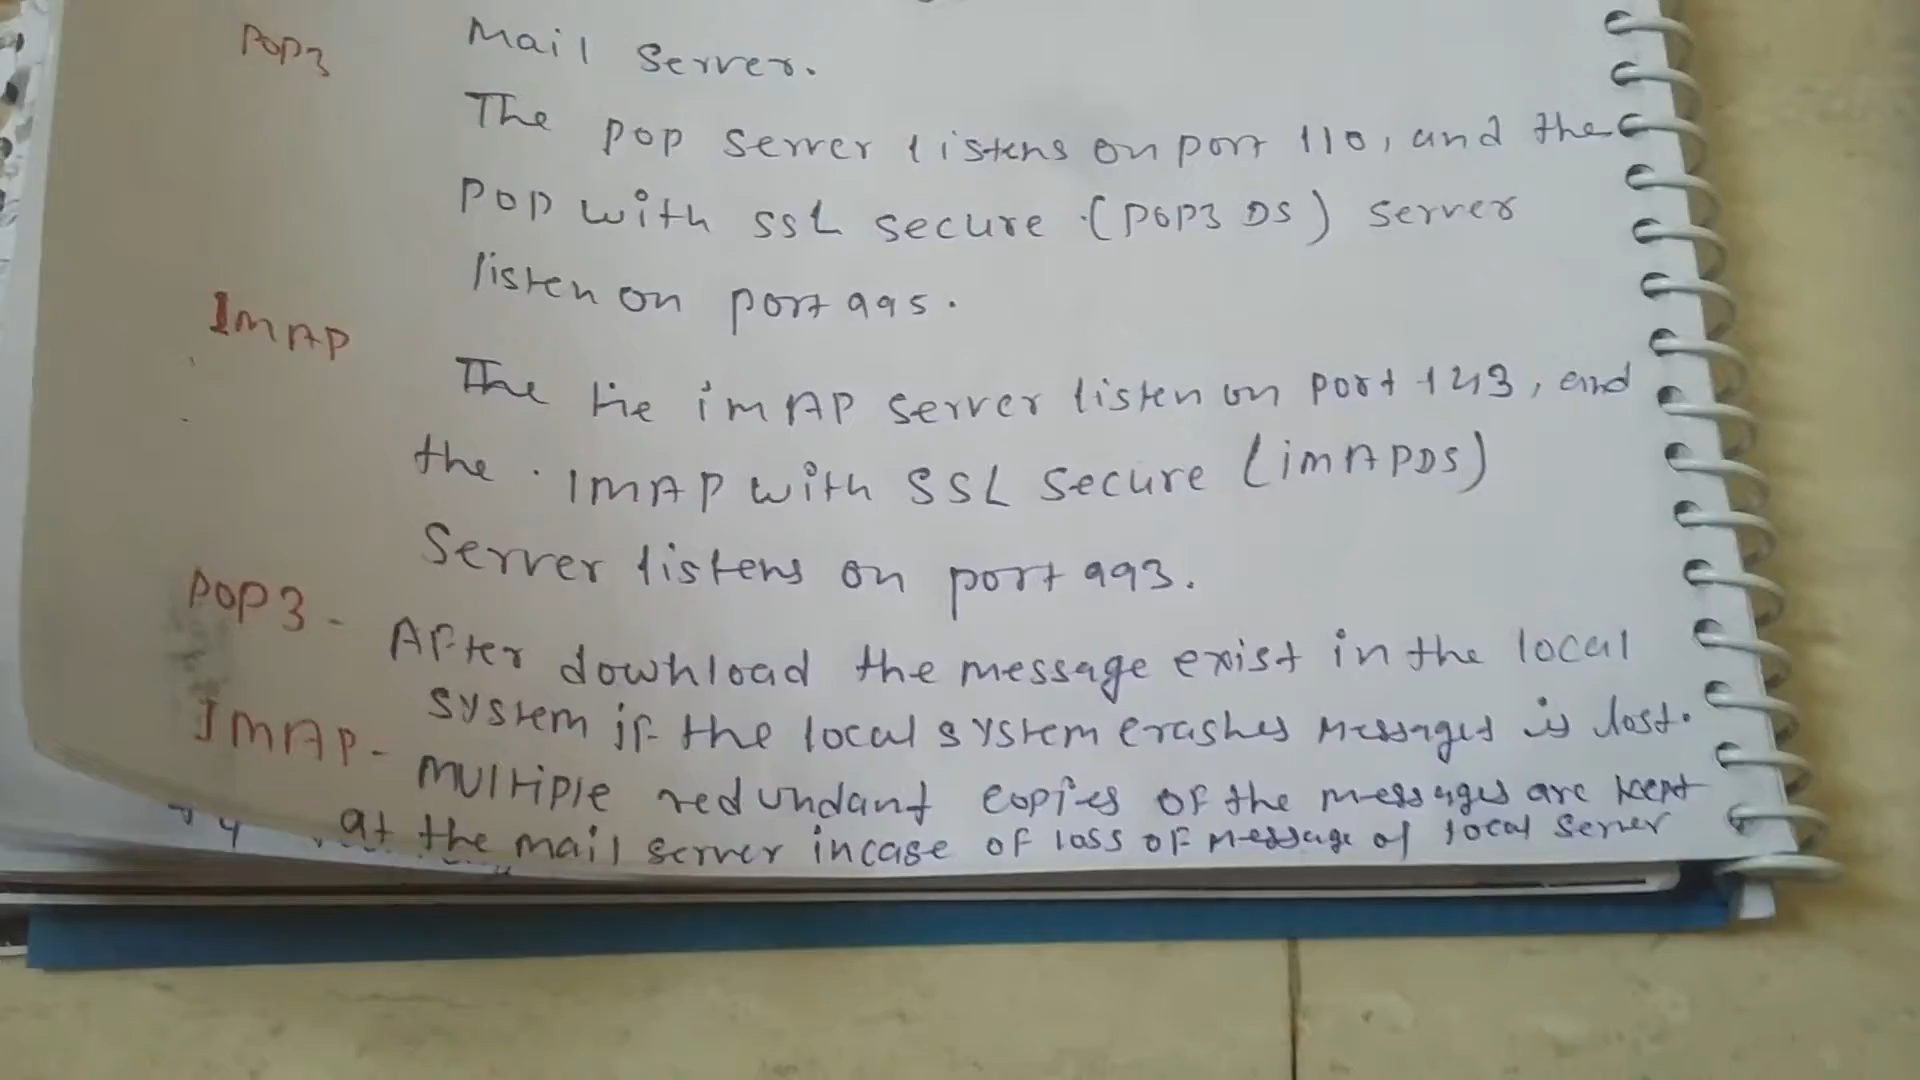 Mail Server.
POP3
The POP Server listens on port 110, and the
POP with SSL secure (POP3 DS) server
listen on port 995.
IMAP
The tie IMAP server listen on port 143, and
the IMAP with SSL secure (IMAPDS)
Server listens on port 993.
POP3 - After download the message exist in the local
system if the local system crashes messages is lost.
IMAP - Multiple redundant copies of the messages are kept
at the mail server incase of loss of message of local server